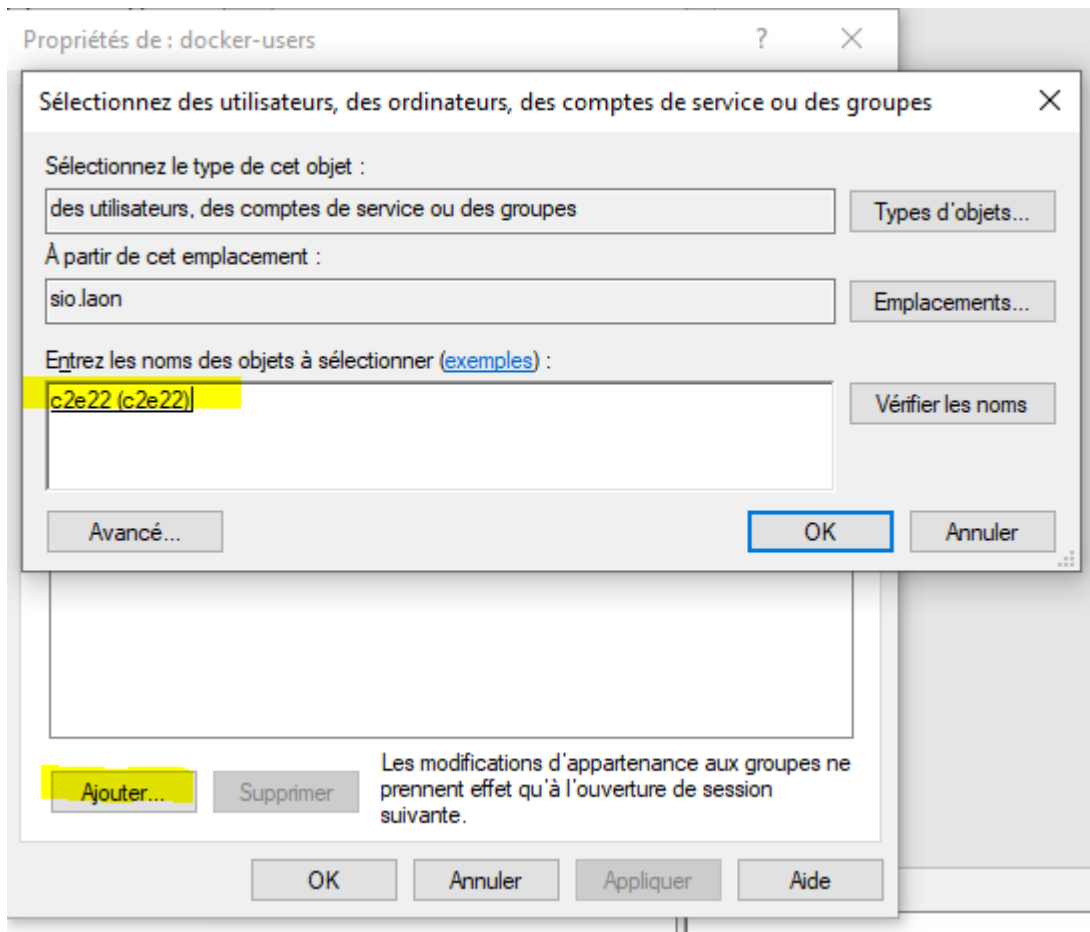 Propriétés de : docker-users
Sélectionnez des utilisateurs, des ordinateurs, des comptes de service ou des groupes
Sélectionnez le type de cet objet :
des utilisateurs, des comptes de service ou des groupes
Types d'objets...
À partir de cet emplacement :
sio.laon
Emplacements...
Entrez les noms des objets à sélectionner (exemples) :
c2e22 (c2e22)
Vérifier les noms
Avancé...
OK
Annuler
Ajouter...
Supprimer
Les modifications d'appartenance aux groupes ne
prennent effet qu'à l'ouverture de session
suivante.
OK
Annuler
Appliquer
Aide